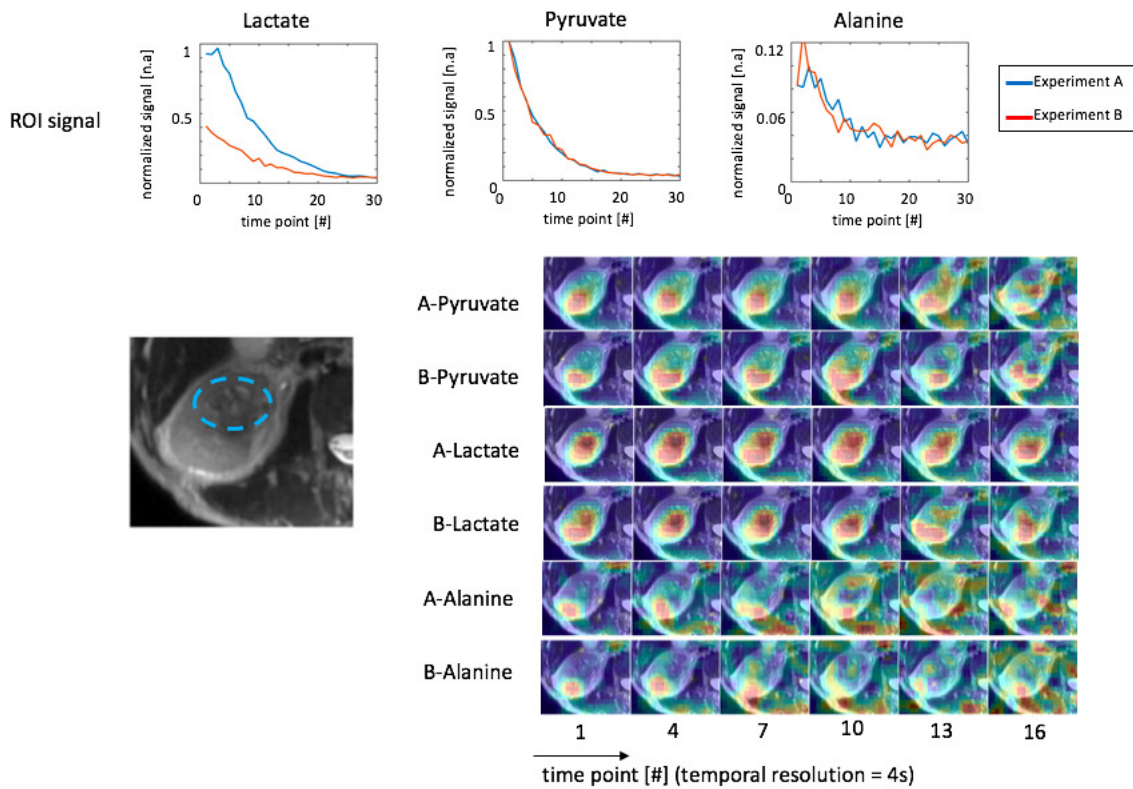 Lactate
Pyruvate
Alanine
ROI signal
normalized signal [n.a]
1
0.5
0
0
10
20
30
time point [#]
normalized signal [n.a]
1
0.5
0
0
10
20
30
time point [#]
normalized signal [n.a]
0.12
0.06
0
0
10
20
30
time point [#]
Experiment A
Experiment B
A-Pyruvate
B-Pyruvate
A-Lactate
B-Lactate
A-Alanine
B-Alanine
1 4 7 10 13 16
time point [#] (temporal resolution = 4s)